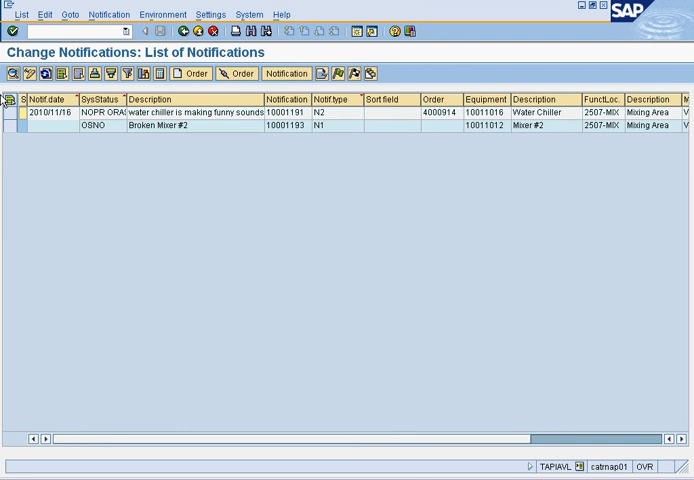 List Edit Goto Notification Environment Settings System Help
SAP
Change Notifications: List of Notifications
Order Order Notification
S Notif.date SysStatus Description Notification Notif.type Sort field Order Equipment Description FunctLoc. Description
2010/11/16 NOPR ORAS water chiller is making funny sounds 10001191 N2 4000914 10011016 Water Chiller 2507-MIX Mixing Area
OSNO Broken Mixer #2 10001193 N1 10011012 Mixer #2 2507-MIX Mixing Area
TAPIAVL catrnap01 OVR